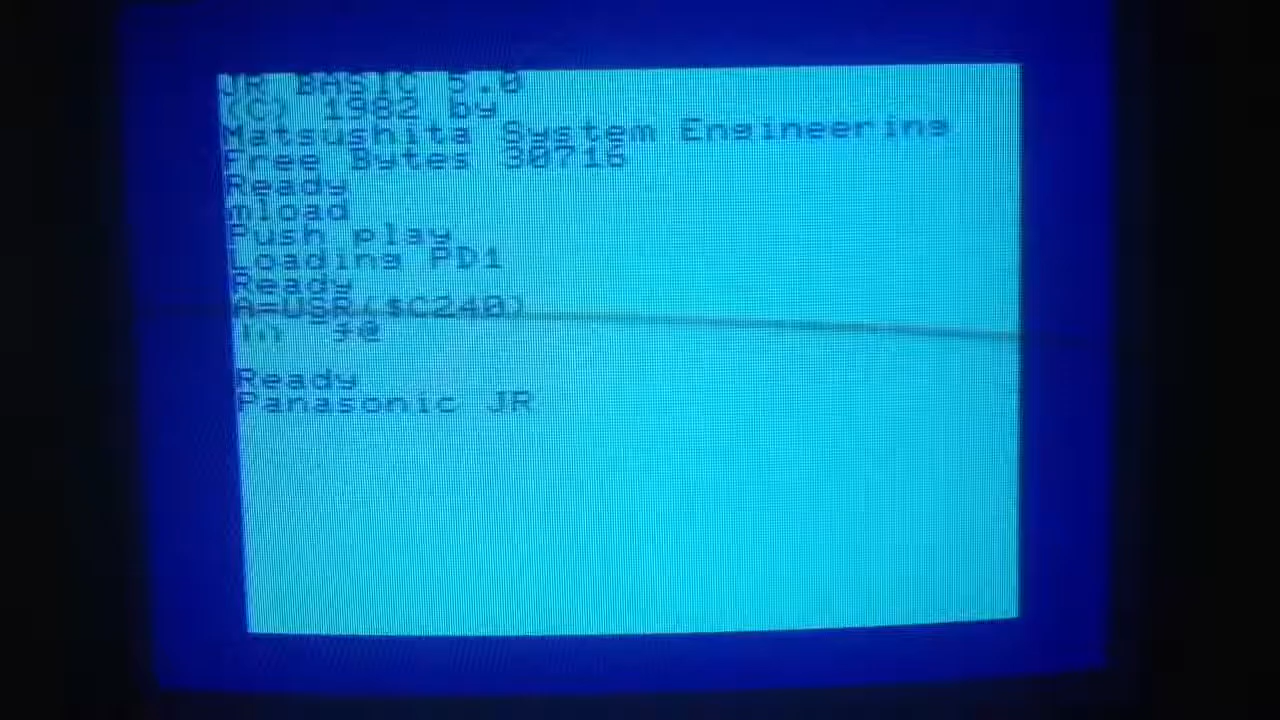 JR BASIC 5.0
(C) 1982 by
Matsushita System Engineering
Free Bytes 30716
Ready
mload
Push play
Loading PD1
Ready
A=USR($C240)
Ready
Panasonic JR